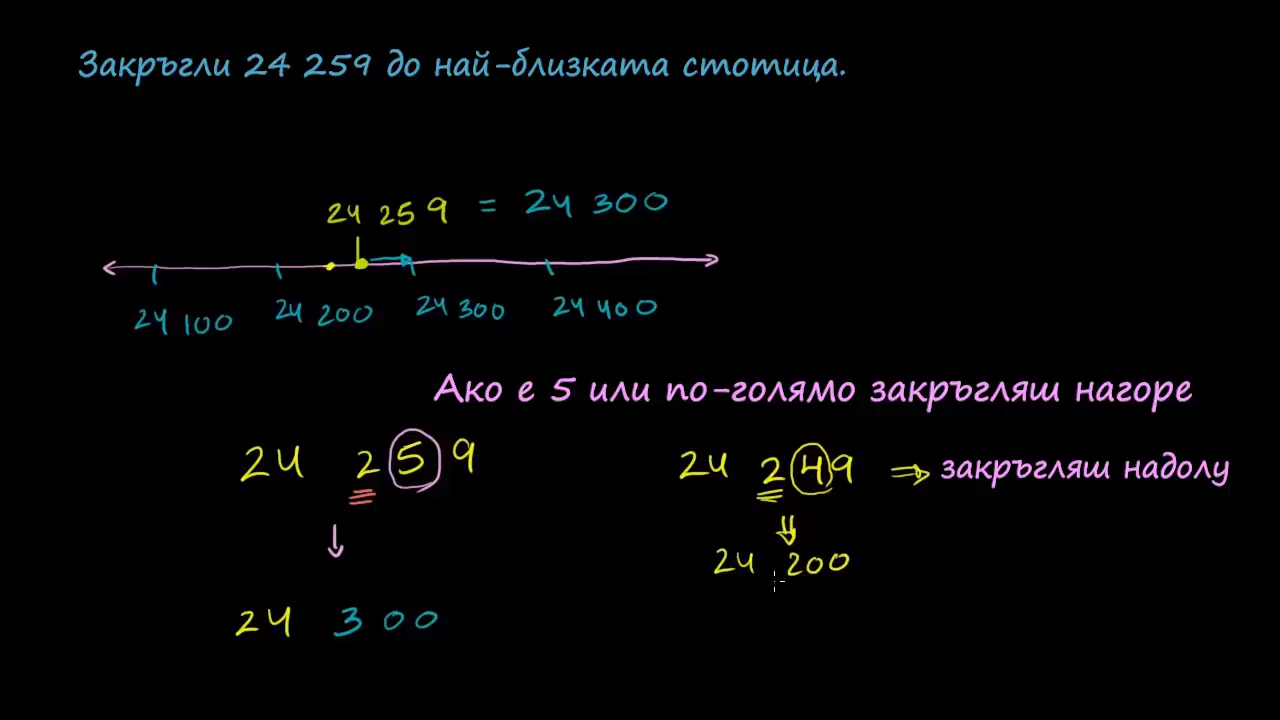 Закръгли 24 259 до най-близката стотица.
24 259 = 24 300
24 100 24 200 24 300 24 400
Ако е 5 или по-голямо закръгляш нагоре
24 259 24 249 ⇒ закръгляш надолу
↓ ⇓
24 200
24 300